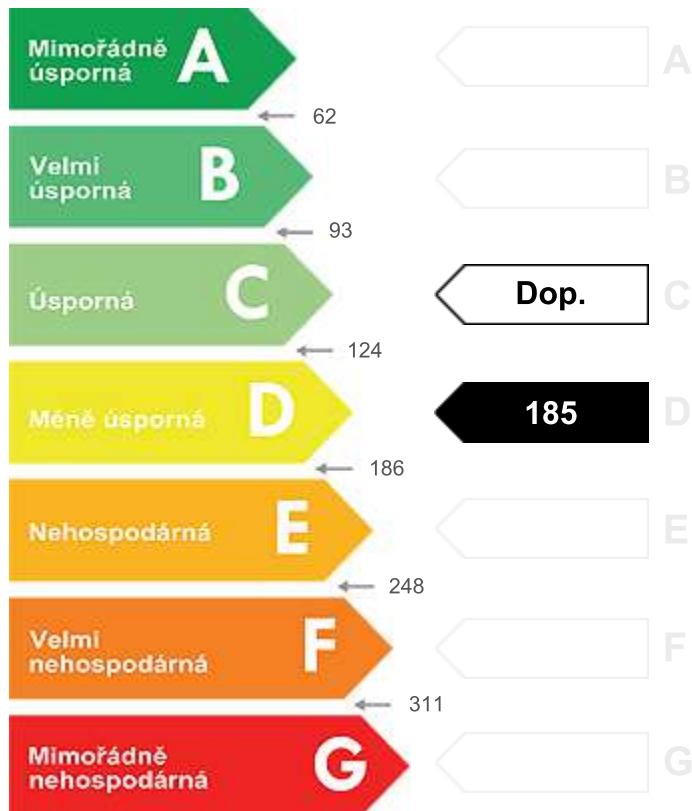 Mimořádně
úsporná
A
A
62
Velmi
úsporná
B
B
93
Úsporná
C
Dop.
C
124
Méně úsporná
D
185
D
186
Nehospodárná
E
E
248
Velmi
nehospodárná
F
F
311
Mimořádně
nehospodárná
G
G